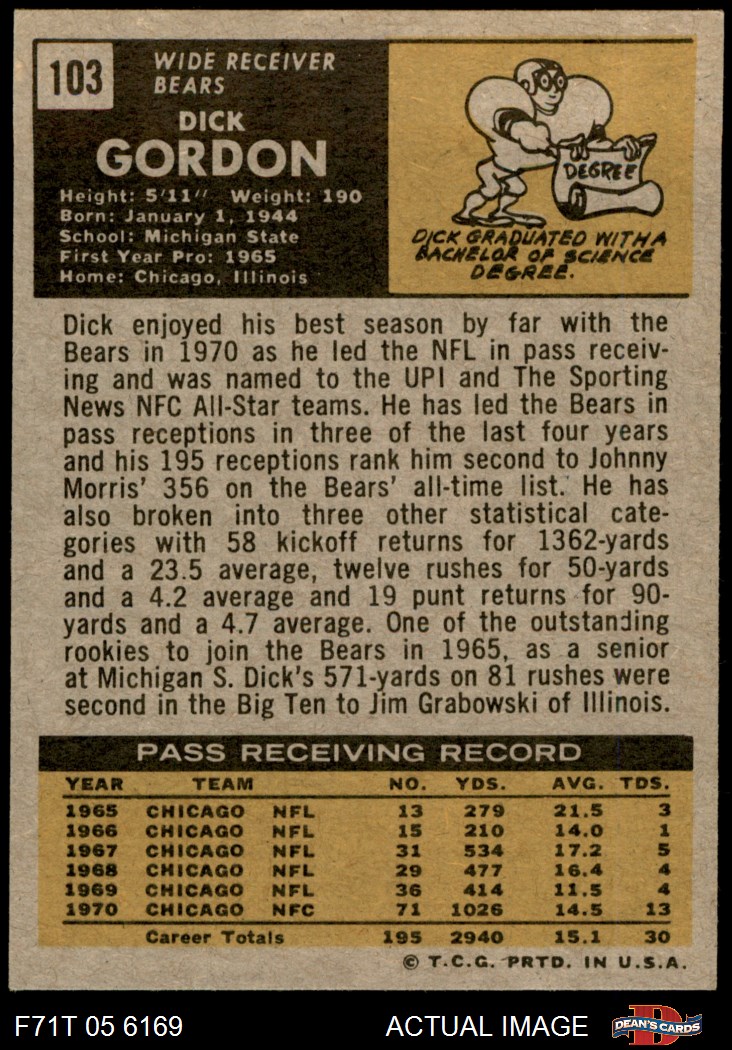 103
WIDE RECEIVER
BEARS
DICK
GORDON
Height: 5'11" Weight: 190
Born: January 1, 1944
School: Michigan State
First Year Pro: 1965
Home: Chicago, Illinois
DEGREE
DICK GRADUATED WITH A
BACHELOR OF SCIENCE
DEGREE.
Dick enjoyed his best season by far with the
Bears in 1970 as he led the NFL in pass receiv-
ing and was named to the UPI and The Sporting
News NFC All-Star teams. He has led the Bears in
pass receptions in three of the last four years
and his 195 receptions rank him second to Johnny
Morris' 356 on the Bears' all-time list. He has
also broken into three other statistical cate-
gories with 58 kickoff returns for 1362-yards
and a 23.5 average, twelve rushes for 50-yards
and a 4.2 average and 19 punt returns for 90-
yards and a 4.7 average. One of the outstanding
rookies to join the Bears in 1965, as a senior
at Michigan S. Dick's 571-yards on 81 rushes were
second in the Big Ten to Jim Grabowski of Illinois.
PASS RECEIVING RECORD
YEAR TEAM NO. YDS. AVG. TDS.
1965 CHICAGO NFL 13 279 21.5 3
1966 CHICAGO NFL 15 210 14.0 1
1967 CHICAGO NFL 31 534 17.2 5
1968 CHICAGO NFL 29 477 16.4 4
1969 CHICAGO NFL 36 414 11.5 4
1970 CHICAGO NFC 71 1026 14.5 13
Career Totals 195 2940 15.1 30
© T.C.G. PRTD. IN U.S.A.
F71T 05 6169 ACTUAL IMAGE
D
DEAN'S CARDS